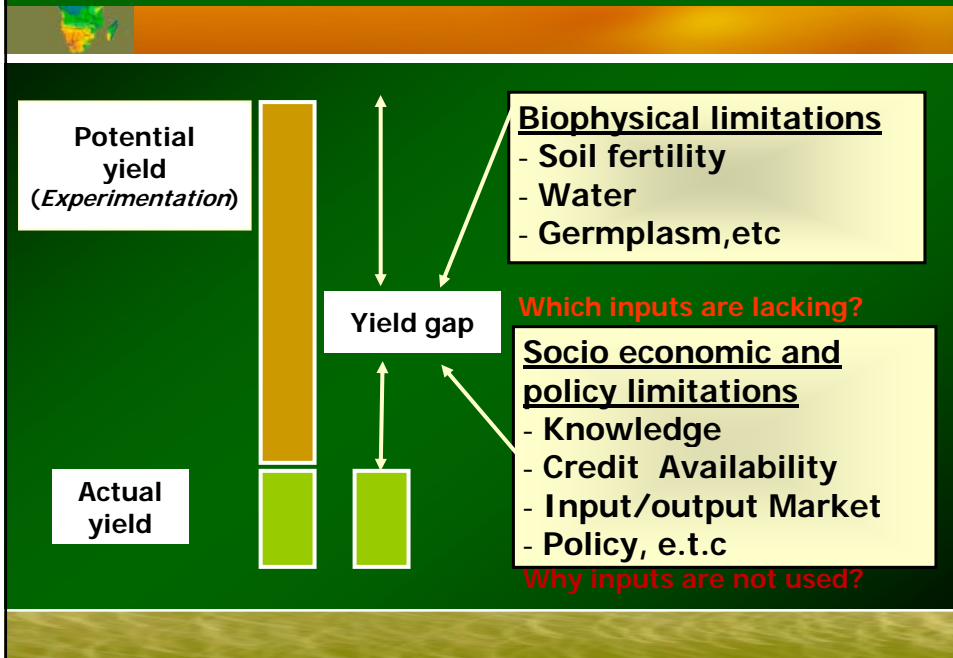 Potential
yield
(Experimentation)
Biophysical limitations
- Soil fertility
- Water
- Germplasm,etc
Yield gap
Which inputs are lacking?
Socio economic and
policy limitations
- Knowledge
- Credit Availability
- Input/output Market
- Policy, e.t.c
Why inputs are not used?
Actual
yield